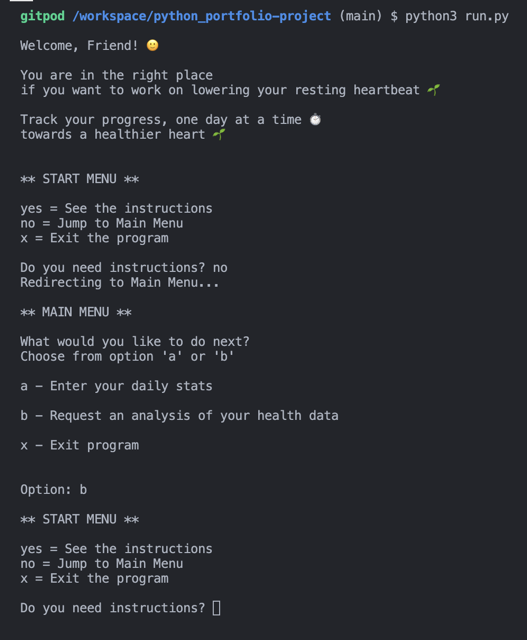 gitpod /workspace/python_portfolio-project (main) $ python3 run.py
Welcome, Friend! 🙂
You are in the right place
if you want to work on lowering your resting heartbeat 🌱
Track your progress, one day at a time ⏱️
towards a healthier heart 🌱
** START MENU **
yes = See the instructions
no = Jump to Main Menu
x = Exit the program
Do you need instructions? no
Redirecting to Main Menu...
** MAIN MENU **
What would you like to do next?
Choose from option 'a' or 'b'
a - Enter your daily stats
b - Request an analysis of your health data
x - Exit program
Option: b
** START MENU **
yes = See the instructions
no = Jump to Main Menu
x = Exit the program
Do you need instructions?